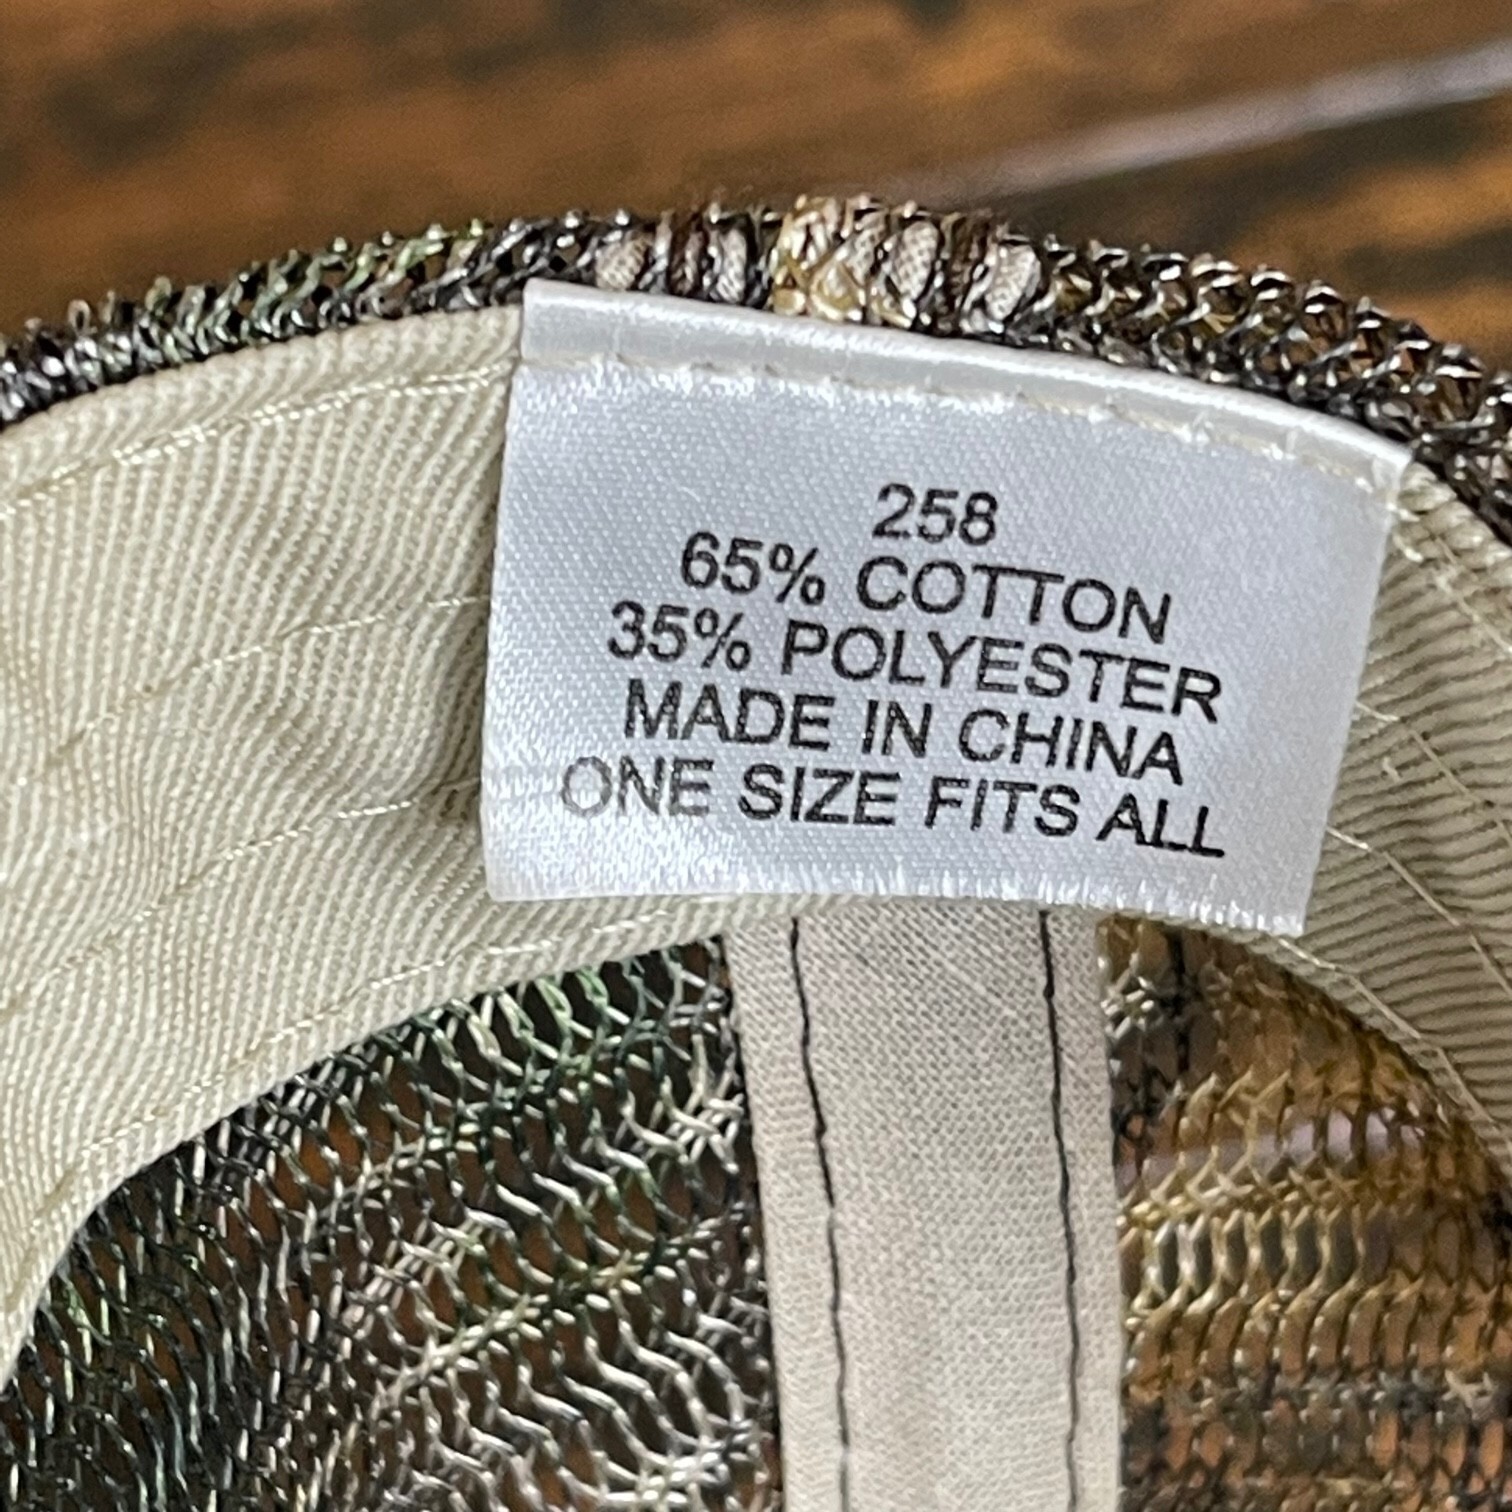 258
65% COTTON
35% POLYESTER
MADE IN CHINA
ONE SIZE FITS ALL